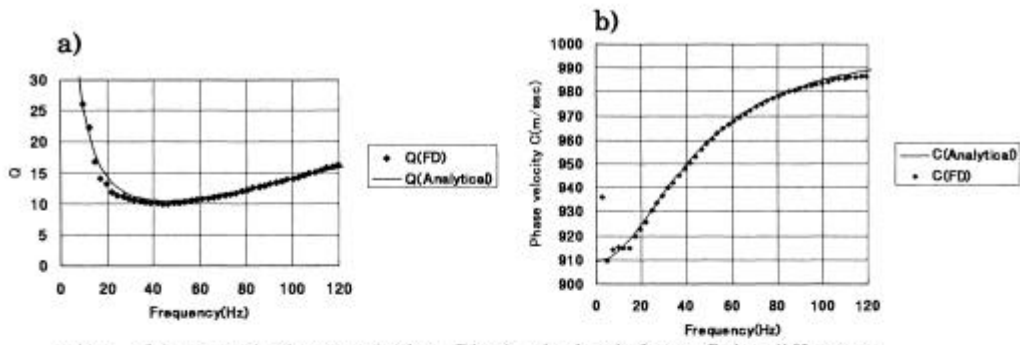 a)
30
25
20
15
10
5
0
Q
0 20 40 60 80 100 120
Frequency(Hz)
Q(FD)
Q(Analytical)
b)
1000
990
980
970
960
950
940
930
920
910
900
Phase velocity C(m/sec)
0 20 40 60 80 100 120
Frequency(Hz)
C(Analytical)
C(FD)